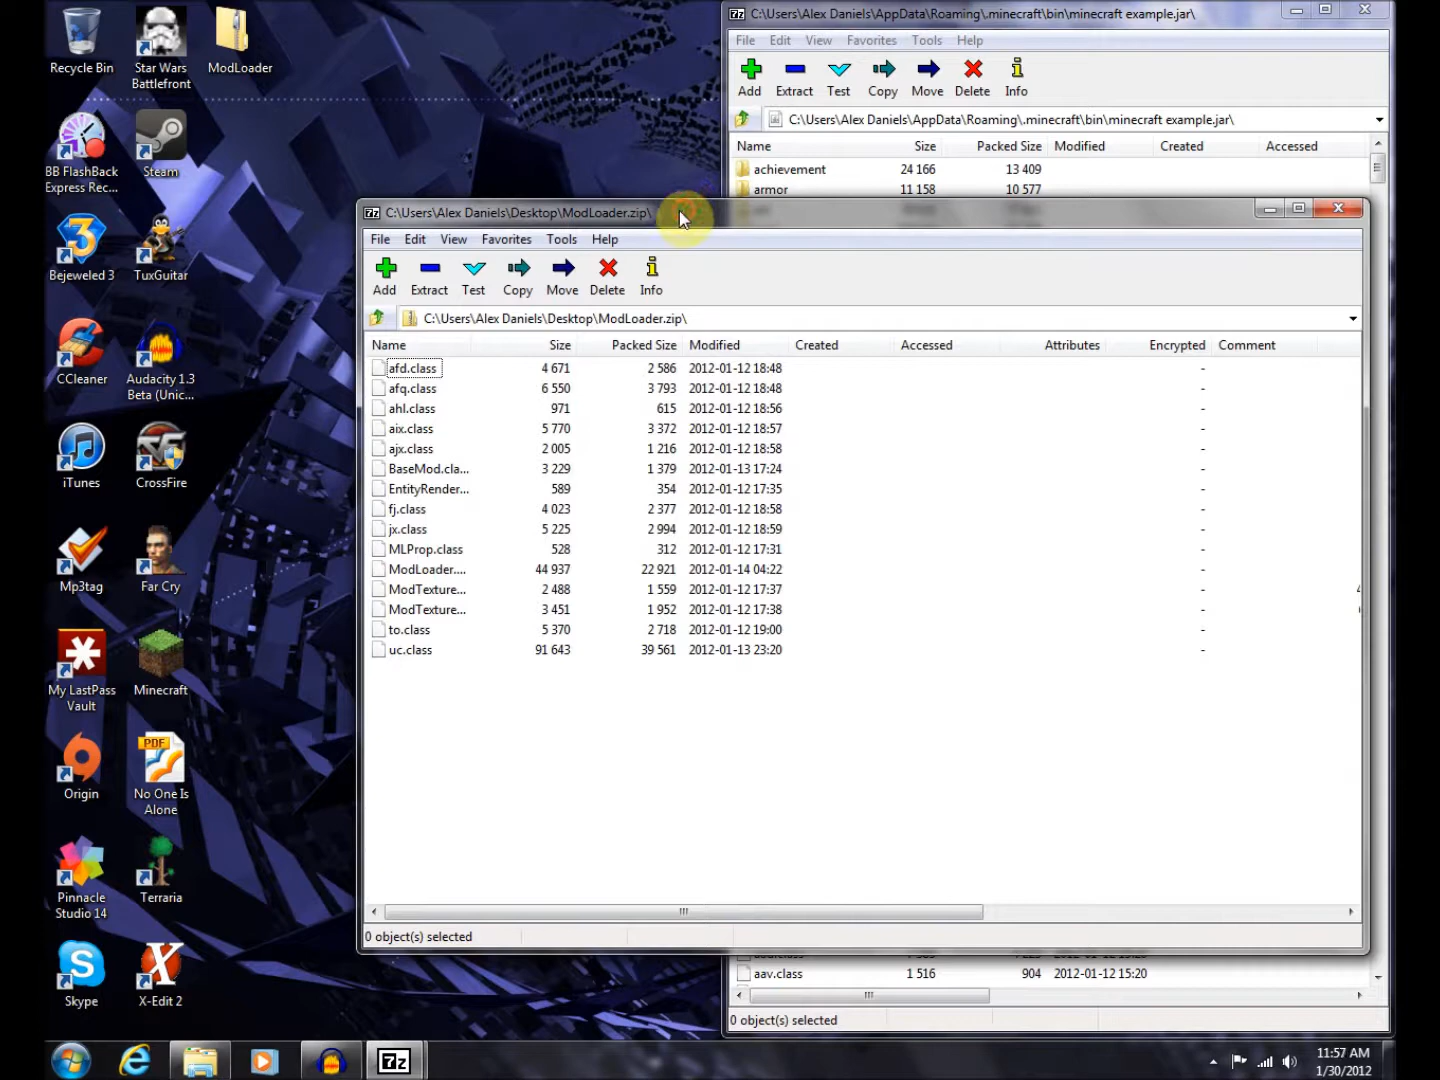 Recycle Bin
Star Wars
Battlefront
ModLoader
BB FlashBack
Express Rec...
Steam
Bejeweled 3
TuxGuitar
CCleaner
Audacity 1.3
Beta (Unic...
iTunes
CrossFire
Mp3tag
Far Cry
My LastPass
Vault
Minecraft
Origin
PDF
No One Is
Alone
Pinnacle
Studio 14
Terraria
Skype
X-Edit 2
7z C:\Users\Alex Daniels\AppData\Roaming\.minecraft\bin\minecraft example.jar\
File Edit View Favorites Tools Help
Add Extract Test Copy Move Delete Info
C:\Users\Alex Daniels\AppData\Roaming\.minecraft\bin\minecraft example.jar\
Name Size Packed Size Modified Created Accessed
achievement 24 166 13 409
armor 11 158 10 577
7z C:\Users\Alex Daniels\Desktop\ModLoader.zip\
File Edit View Favorites Tools Help
Add Extract Test Copy Move Delete Info
C:\Users\Alex Daniels\Desktop\ModLoader.zip\
Name Size Packed Size Modified Created Accessed Attributes Encrypted Comment
afd.class 4 671 2 586 2012-01-12 18:48 -
afq.class 6 550 3 793 2012-01-12 18:48 -
ahl.class 971 615 2012-01-12 18:56 -
aix.class 5 770 3 372 2012-01-12 18:57 -
ajx.class 2 005 1 216 2012-01-12 18:58 -
BaseMod.cla... 3 229 1 379 2012-01-13 17:24 -
EntityRender... 589 354 2012-01-12 17:35 -
fj.class 4 023 2 377 2012-01-12 18:58 -
jx.class 5 225 2 994 2012-01-12 18:59 -
MLProp.class 528 312 2012-01-12 17:31 -
ModLoader.... 44 937 22 921 2012-01-14 04:22 -
ModTexture... 2 488 1 559 2012-01-12 17:37 -
ModTexture... 3 451 1 952 2012-01-12 17:38 -
to.class 5 370 2 718 2012-01-12 19:00 -
uc.class 91 643 39 561 2012-01-13 23:20 -
0 object(s) selected
aav.class 1 516 904 2012-01-12 15:20
0 object(s) selected
7z
11:57 AM
1/30/2012